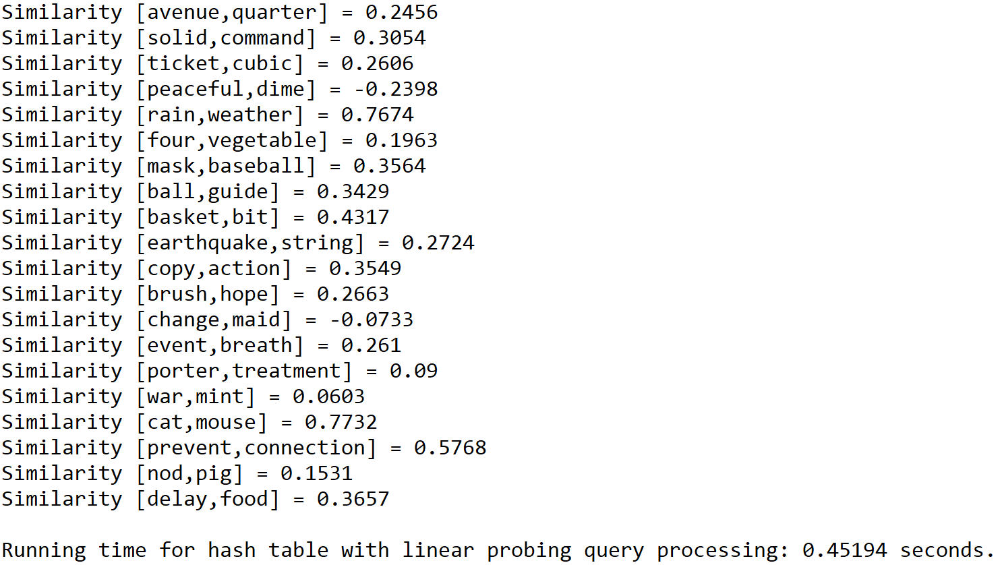 Similarity [avenue,quarter] = 0.2456
Similarity [solid,command] = 0.3054
Similarity [ticket,cubic] = 0.2606
Similarity [peaceful,dime] = -0.2398
Similarity [rain,weather] = 0.7674
Similarity [four,vegetable] = 0.1963
Similarity [mask,baseball] = 0.3564
Similarity [ball,guide] = 0.3429
Similarity [basket,bit] = 0.4317
Similarity [earthquake,string] = 0.2724
Similarity [copy,action] = 0.3549
Similarity [brush,hope] = 0.2663
Similarity [change,maid] = -0.0733
Similarity [event,breath] = 0.261
Similarity [porter,treatment] = 0.09
Similarity [war,mint] = 0.0603
Similarity [cat,mouse] = 0.7732
Similarity [prevent,connection] = 0.5768
Similarity [nod,pig] = 0.1531
Similarity [delay,food] = 0.3657
Running time for hash table with linear probing query processing: 0.45194 seconds.